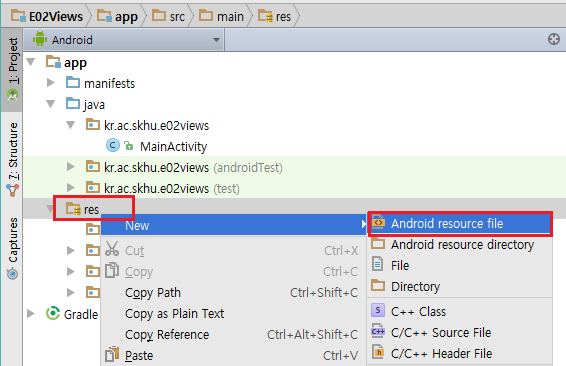 E02Views app src main res
Android
1: Project
7: Structure
Captures
app
manifests
java
kr.ac.skhu.e02views
MainActivity
kr.ac.skhu.e02views (androidTest)
kr.ac.skhu.e02views (test)
res
Gradle
New
Cut Ctrl+X
Copy Ctrl+C
Copy Path Ctrl+Shift+C
Copy as Plain Text
Copy Reference Ctrl+Alt+Shift+C
Paste Ctrl+V
Android resource file
Android resource directory
File
Directory
S C++ Class
C++ C/C++ Source File
h C/C++ Header File